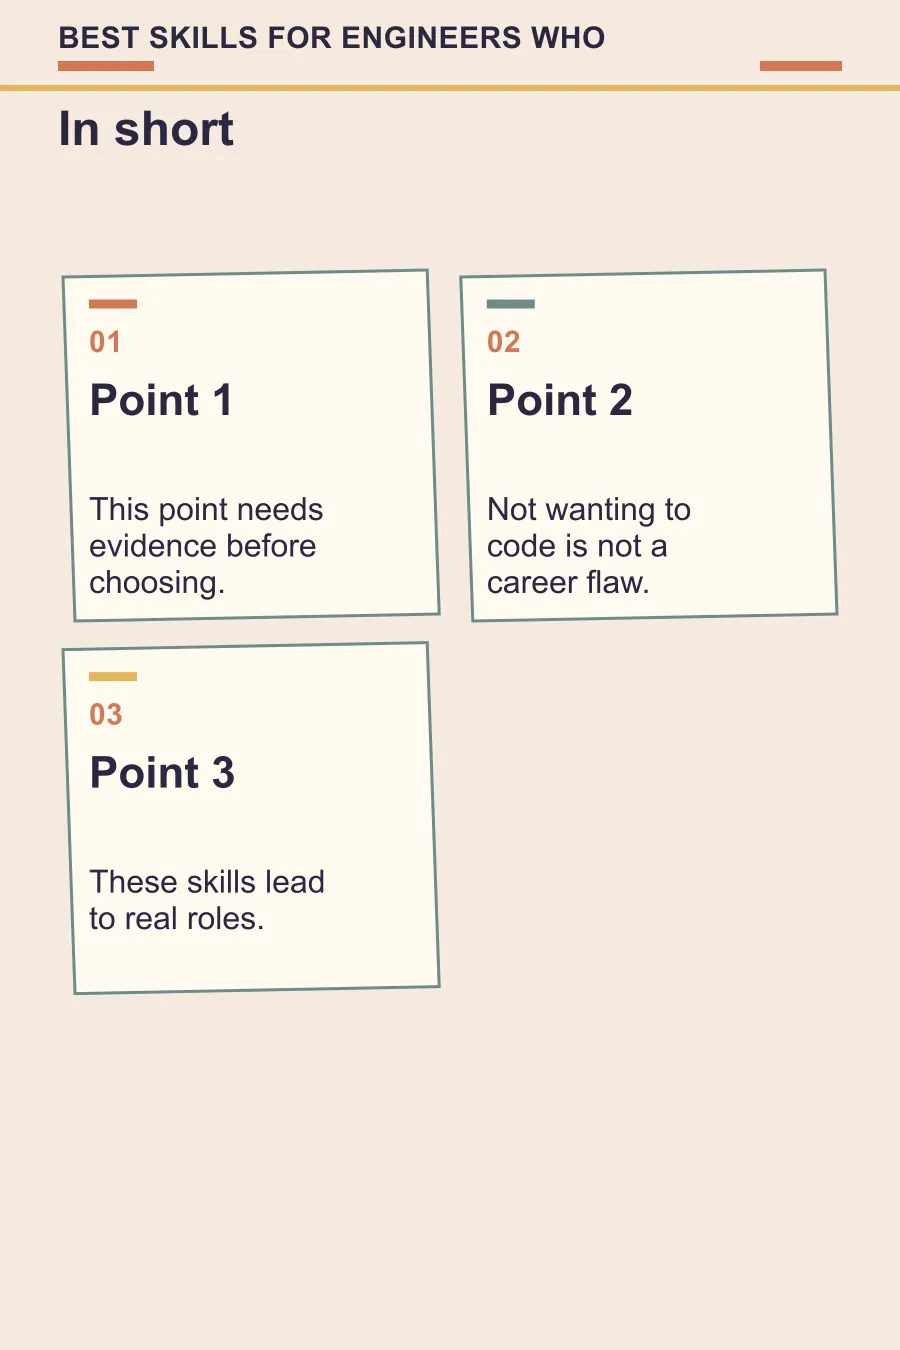 BEST SKILLS FOR ENGINEERS WHO
In short
01
Point 1
This point needs
evidence before
choosing.
02
Point 2
Not wanting to
code is not a
career flaw.
03
Point 3
These skills lead
to real roles.